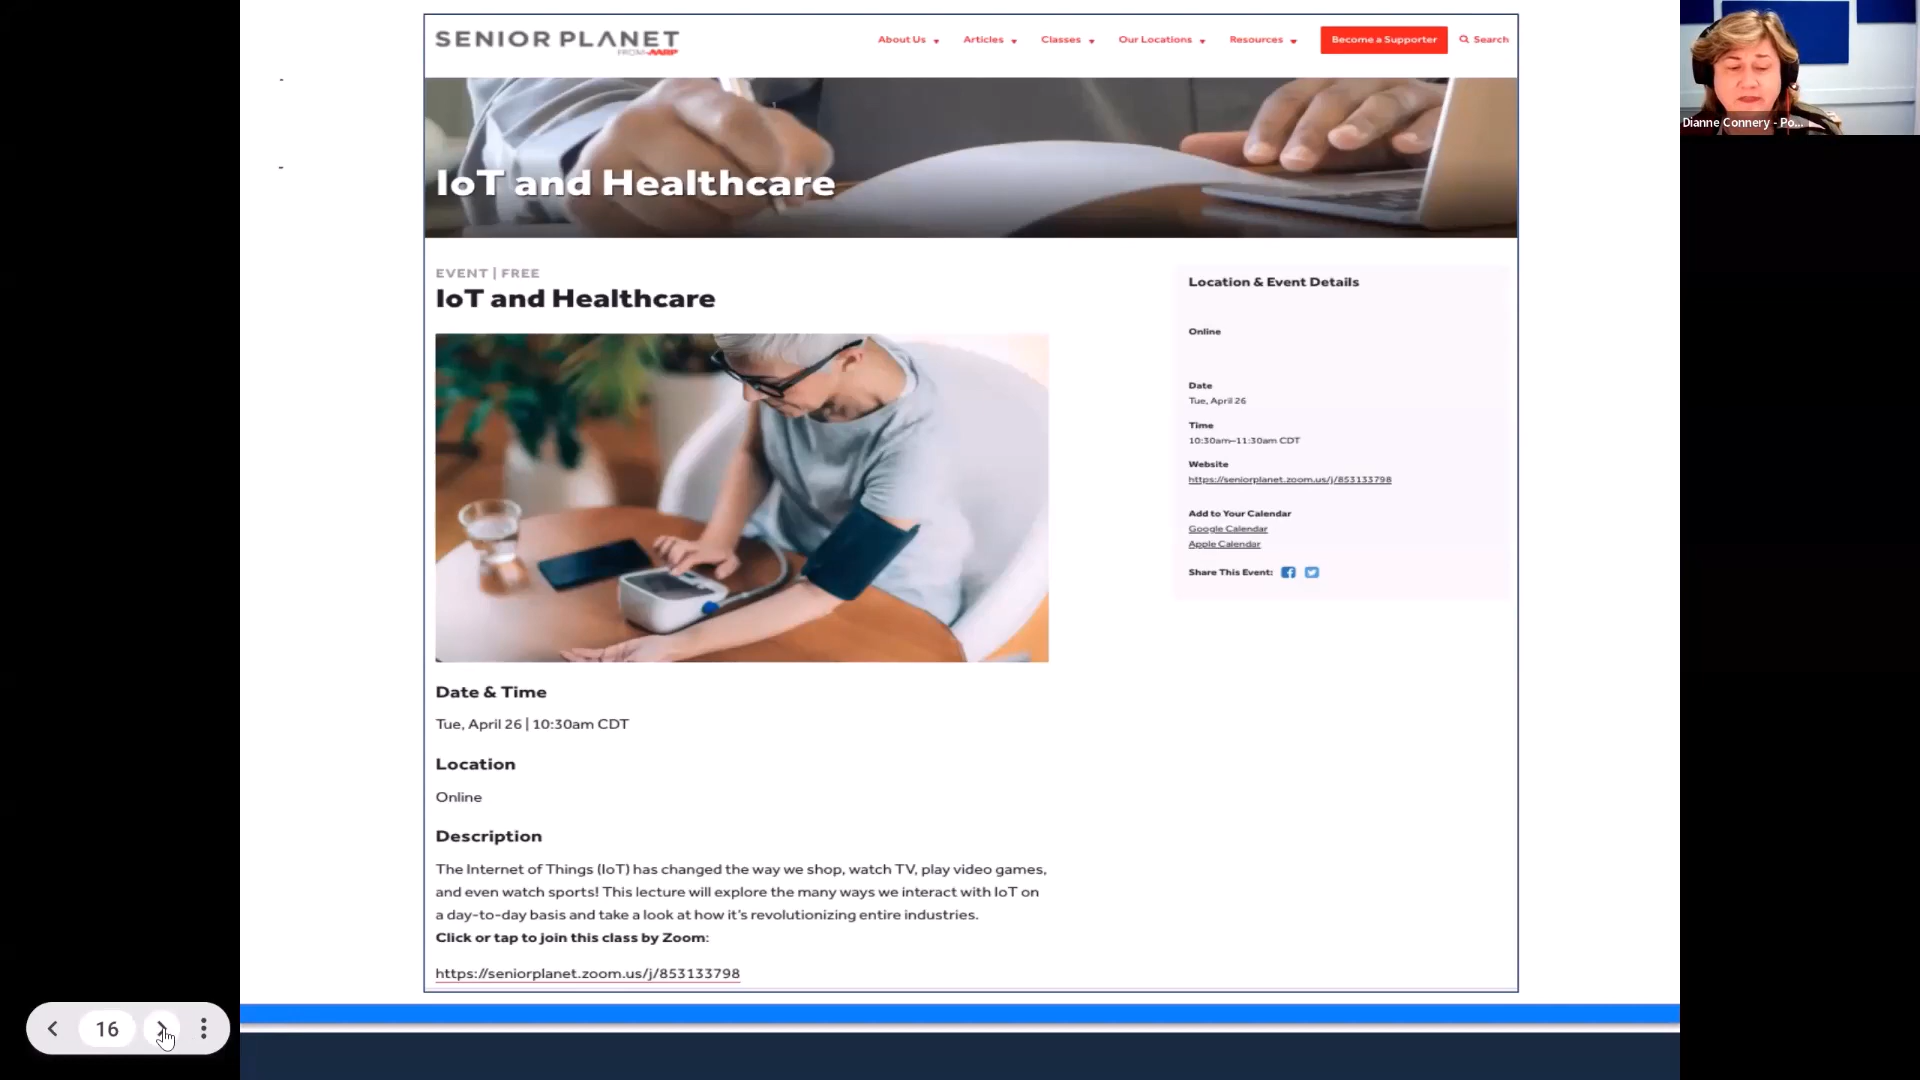 SENIOR PLANET
FROM AARP
About Us
Articles
Classes
Our Locations
Resources
Become a Supporter
Search
IoT and Healthcare
EVENT | FREE
IoT and Healthcare
Date & Time
Tue, April 26 | 10:30am CDT
Location
Online
Description
The Internet of Things (IoT) has changed the way we shop, watch TV, play video games,
and even watch sports! This lecture will explore the many ways we interact with IoT on
a day-to-day basis and take a look at how it's revolutionizing entire industries.
Click or tap to join this class by Zoom:
https://seniorplanet.zoom.us/j/853133798
Location & Event Details
Online
Date
Tue, April 26
Time
10:30am–11:30am CDT
Website
https://seniorplanet.zoom.us/j/853133798
Add to Your Calendar
Google Calendar
Apple Calendar
Share This Event:
Dianne Connery - Po...
16